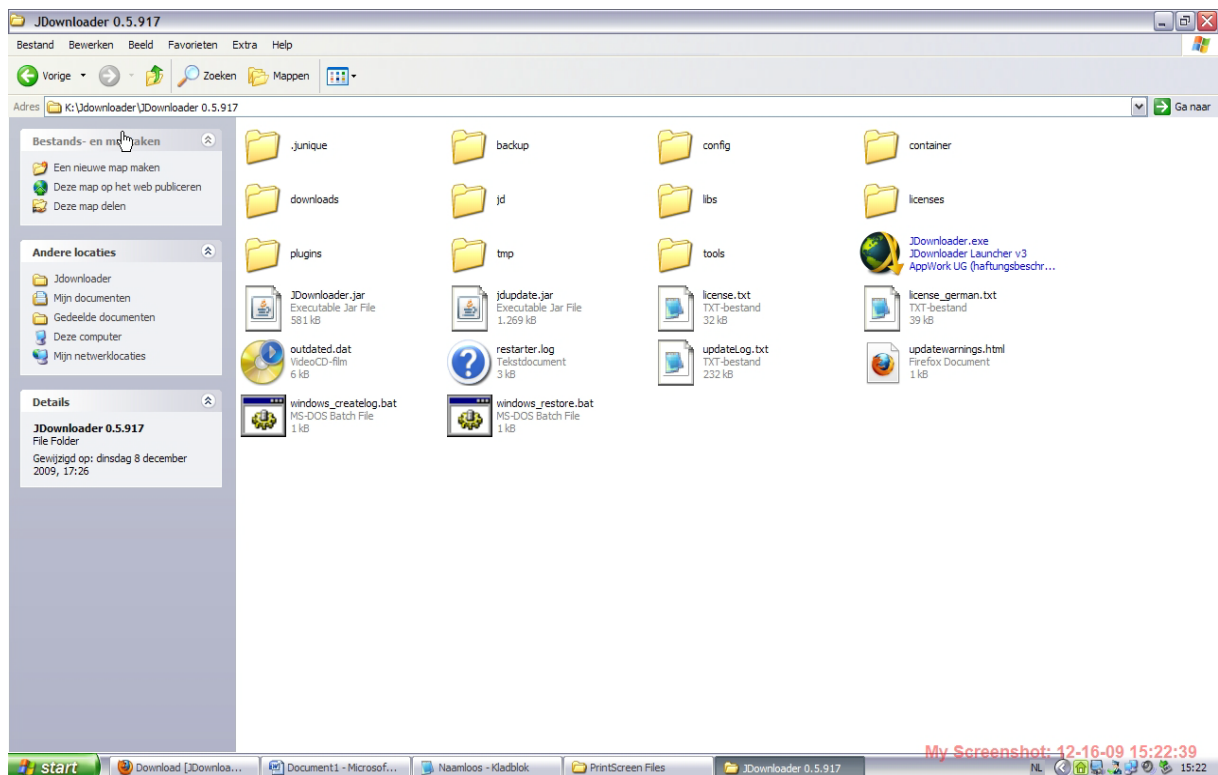 JDownloader 0.5.917
Bestand Bewerken Beeld Favorieten Extra Help
Vorige Zoeken Mappen
Adres K:\Jdownloader\JDownloader 0.5.917 Ga naar
Bestands- en maptaken
Een nieuwe map maken
Deze map op het web publiceren
Deze map delen
Andere locaties
Jdownloader
Mijn documenten
Gedeelde documenten
Deze computer
Mijn netwerklocaties
Details
JDownloader 0.5.917
File Folder
Gewijzigd op: dinsdag 8 december
2009, 17:26
.junique
backup
config
container
downloads
jd
libs
licenses
plugins
tmp
tools
JDownloader.exe
JDownloader Launcher v3
AppWork UG (haftungsbeschr...
JDownloader.jar
Executable Jar File
581 kB
jdupdate.jar
Executable Jar File
1.269 kB
license.txt
TXT-bestand
32 kB
license_german.txt
TXT-bestand
39 kB
outdated.dat
VideoCD-film
6 kB
restarter.log
Tekstdocument
3 kB
updateLog.txt
TXT-bestand
232 kB
updatewarnings.html
Firefox Document
1 kB
windows_createlog.bat
MS-DOS Batch File
1 kB
windows_restore.bat
MS-DOS Batch File
1 kB
My Screenshot: 12-16-09 15:22:39
start Download [JDownloa... Document1 - Microsof... Naamloos - Kladblok PrintScreen Files JDownloader 0.5.917 NL 15:22